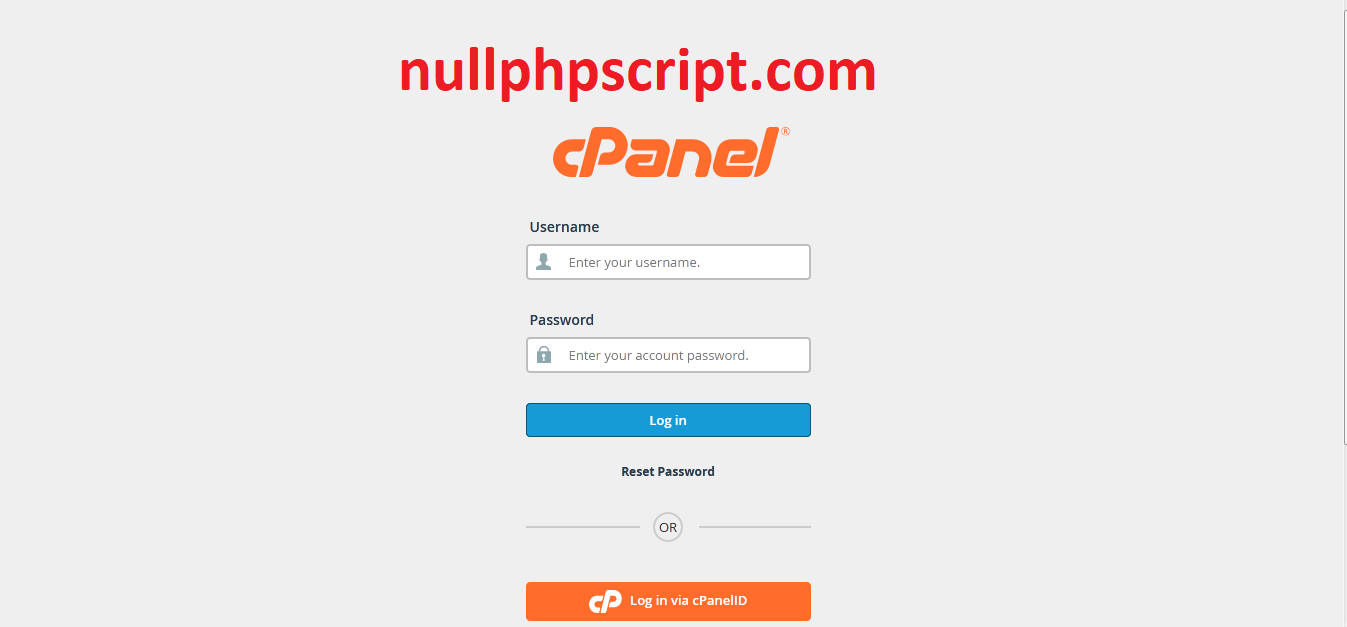 nullphpscript.com
cPanel®
Username
Enter your username.
Password
Enter your account password.
Log in
Reset Password
OR
cP Log in via cPanelID